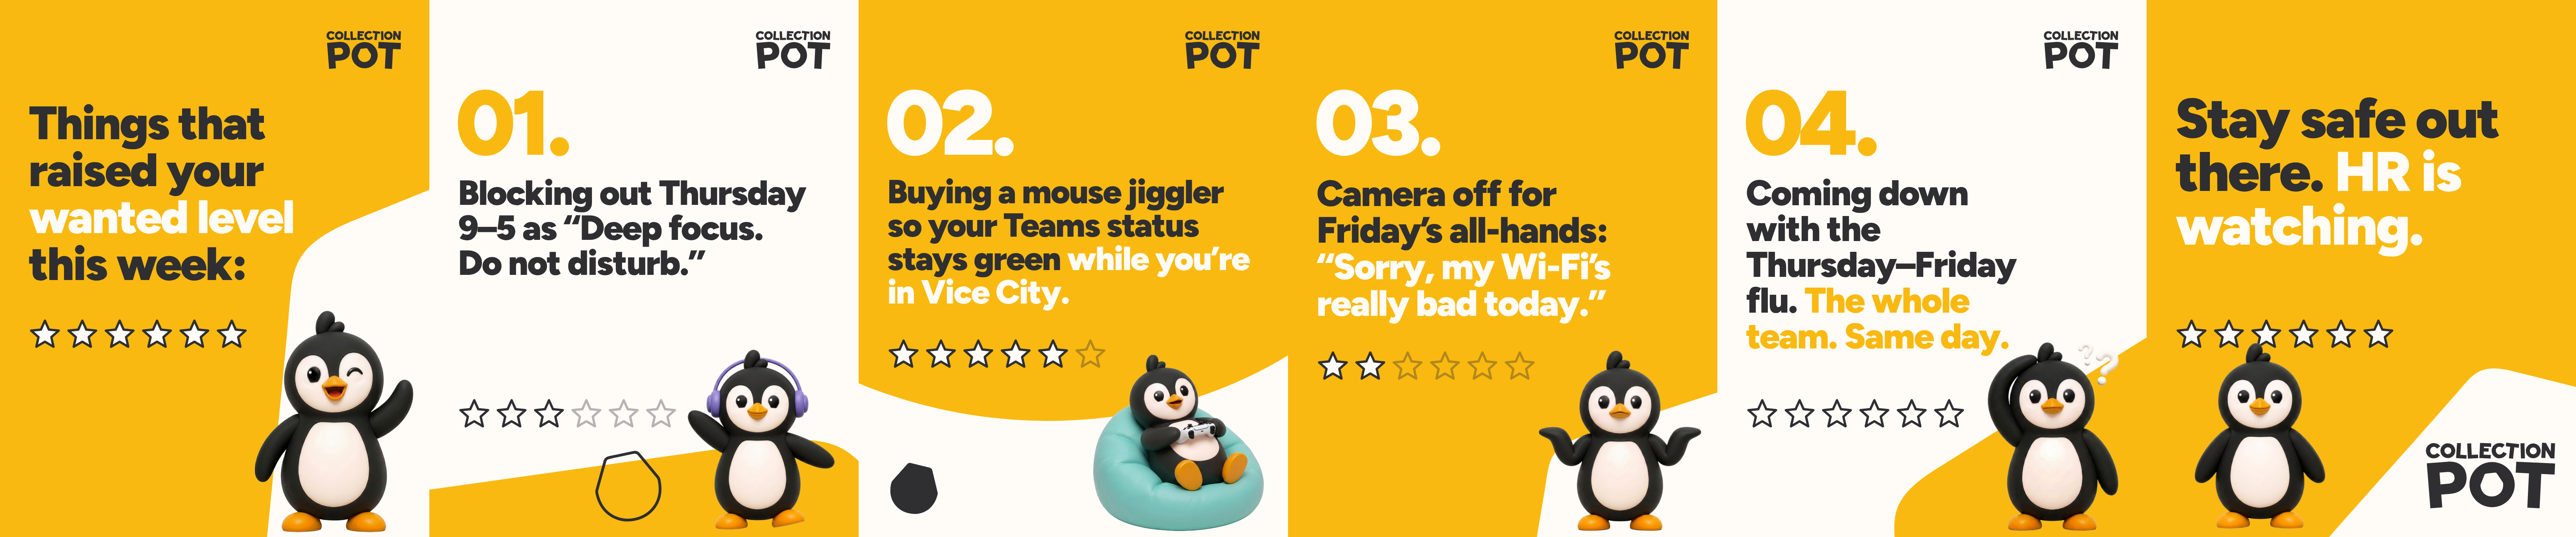 COLLECTION
POT
Things that
raised your
wanted level
this week:
COLLECTION
POT
01.
Blocking out Thursday
9–5 as “Deep focus.
Do not disturb.”
COLLECTION
POT
02.
Buying a mouse jiggler
so your Teams status
stays green while you’re
in Vice City.
COLLECTION
POT
03.
Camera off for
Friday’s all-hands:
“Sorry, my Wi-Fi’s
really bad today.”
COLLECTION
POT
04.
Coming down
with the
Thursday–Friday
flu. The whole
team. Same day.
??
Stay safe out
there. HR is
watching.
COLLECTION
POT